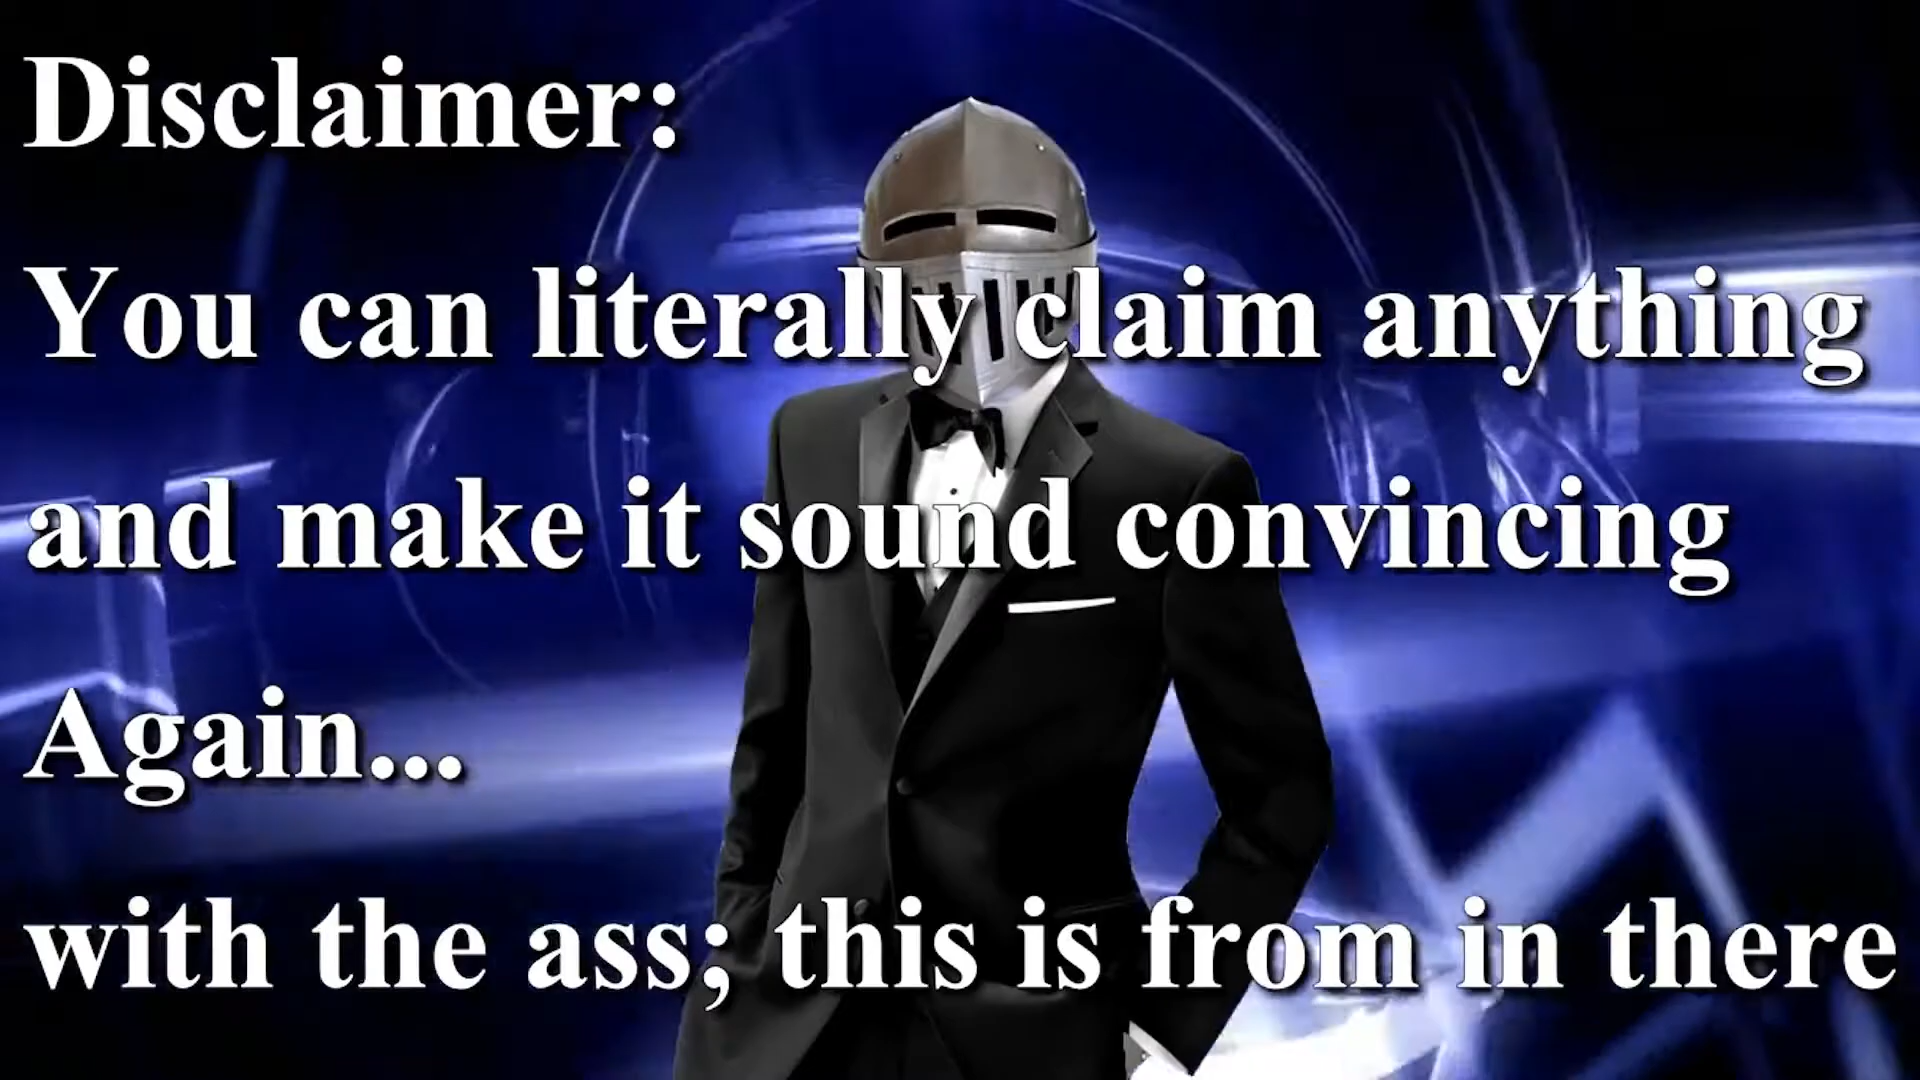 Disclaimer:
You can literally claim anything
and make it sound convincing
Again...
with the ass; this is from in there